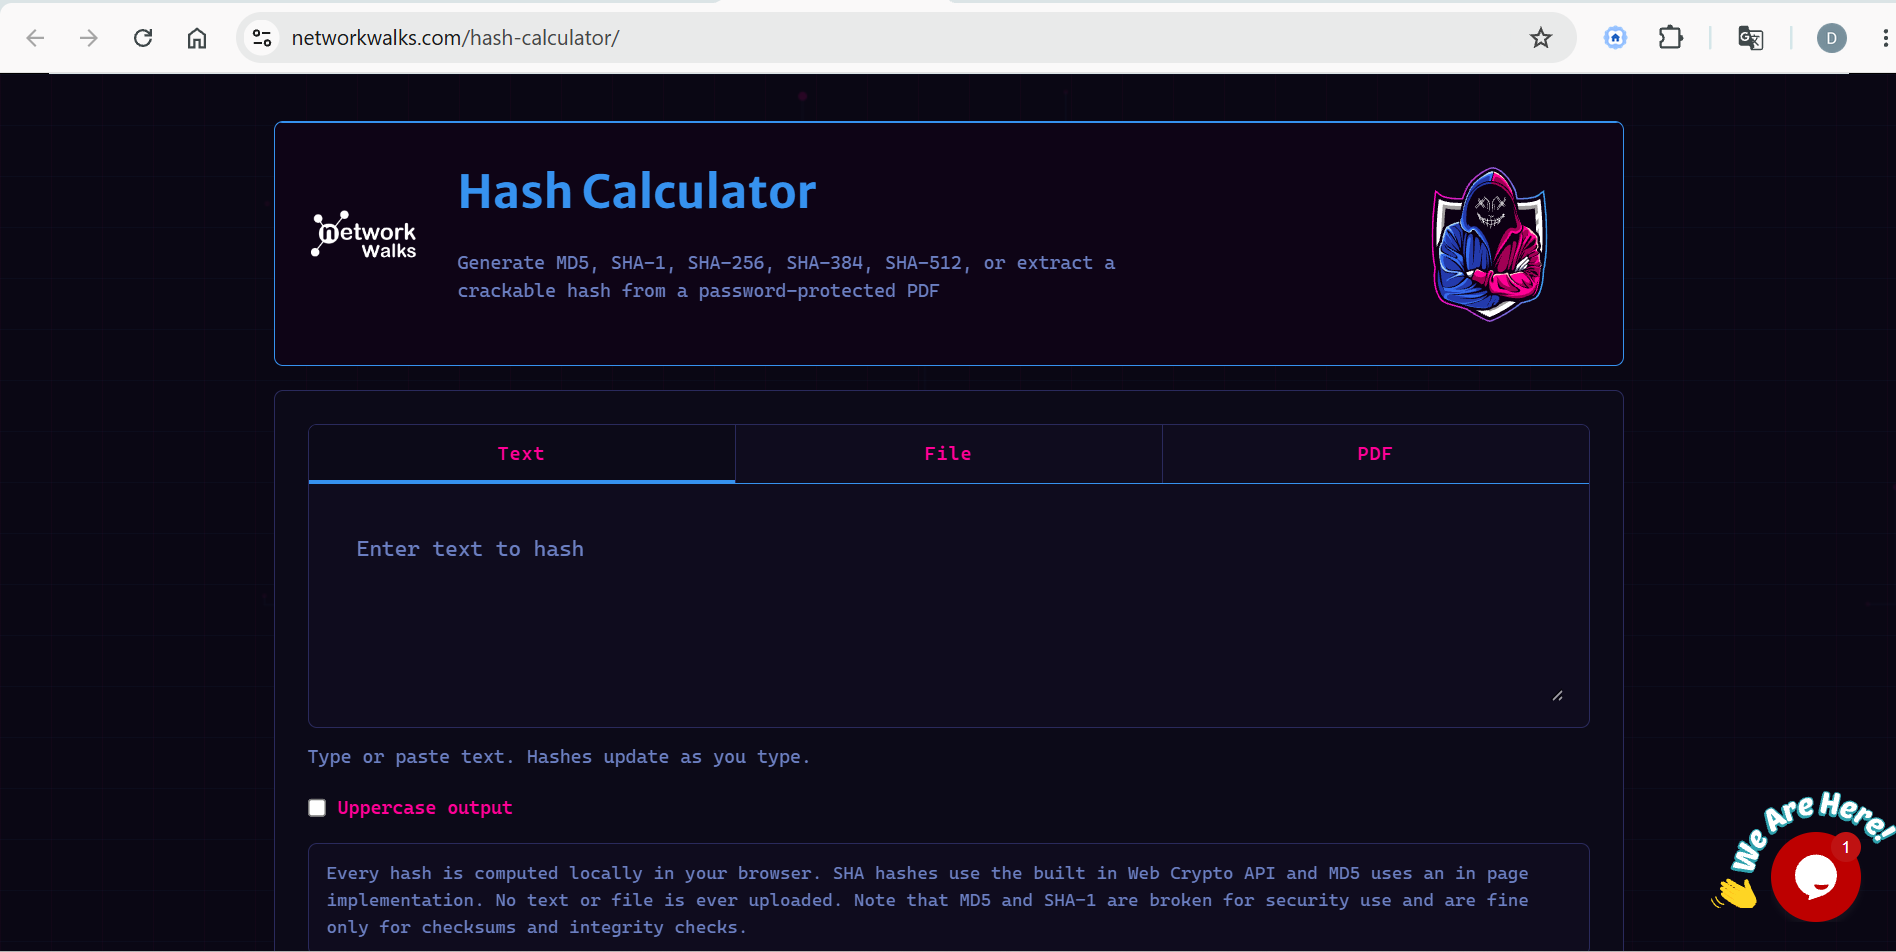 networkwalks.com/hash-calculator/
D
Hash Calculator
network
Walks
Generate MD5, SHA-1, SHA-256, SHA-384, SHA-512, or extract a
crackable hash from a password-protected PDF
Text
File
PDF
Enter text to hash
Type or paste text. Hashes update as you type.
Uppercase output
Every hash is computed locally in your browser. SHA hashes use the built in Web Crypto API and MD5 uses an in page
implementation. No text or file is ever uploaded. Note that MD5 and SHA-1 are broken for security use and are fine
only for checksums and integrity checks.
We Are Here!
1